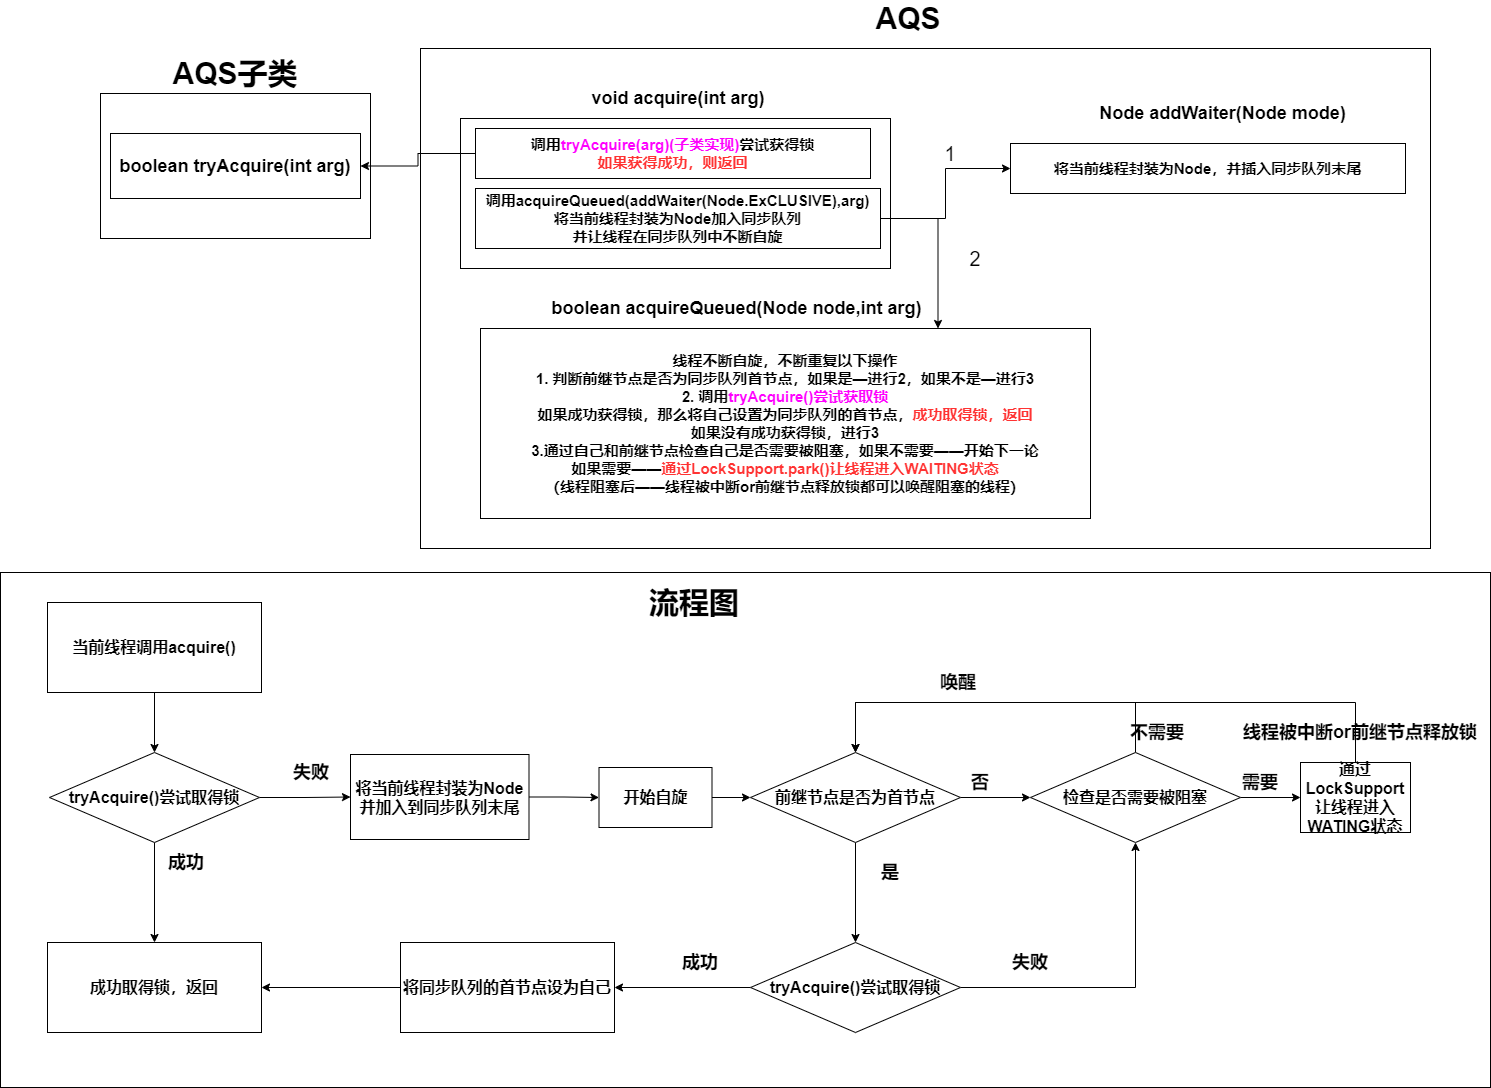 AQS
AQS子类
boolean tryAcquire(int arg)
void acquire(int arg)
调用tryAcquire(arg)(子类实现)尝试获得锁
如果获得成功，则返回
调用acquireQueued(addWaiter(Node.ExCLUSIVE),arg)
将当前线程封装为Node加入同步队列
并让线程在同步队列中不断自旋
1
2
Node addWaiter(Node mode)
将当前线程封装为Node，并插入同步队列末尾
boolean acquireQueued(Node node,int arg)
线程不断自旋，不断重复以下操作
1. 判断前继节点是否为同步队列首节点，如果是—进行2，如果不是—进行3
2. 调用tryAcquire()尝试获取锁
如果成功获得锁，那么将自己设置为同步队列的首节点，成功取得锁，返回
如果没有成功获得锁，进行3
3.通过自己和前继节点检查自己是否需要被阻塞，如果不需要——开始下一论
如果需要——通过LockSupport.park()让线程进入WAITING状态
(线程阻塞后——线程被中断or前继节点释放锁都可以唤醒阻塞的线程)
流程图
当前线程调用acquire()
tryAcquire()尝试取得锁
失败
将当前线程封装为Node
并加入到同步队列末尾
开始自旋
前继节点是否为首节点
否
检查是否需要被阻塞
需要
通过
LockSupport
让线程进入
WATING状态
唤醒
不需要
线程被中断or前继节点释放锁
成功
是
成功取得锁，返回
将同步队列的首节点设为自己
成功
tryAcquire()尝试取得锁
失败